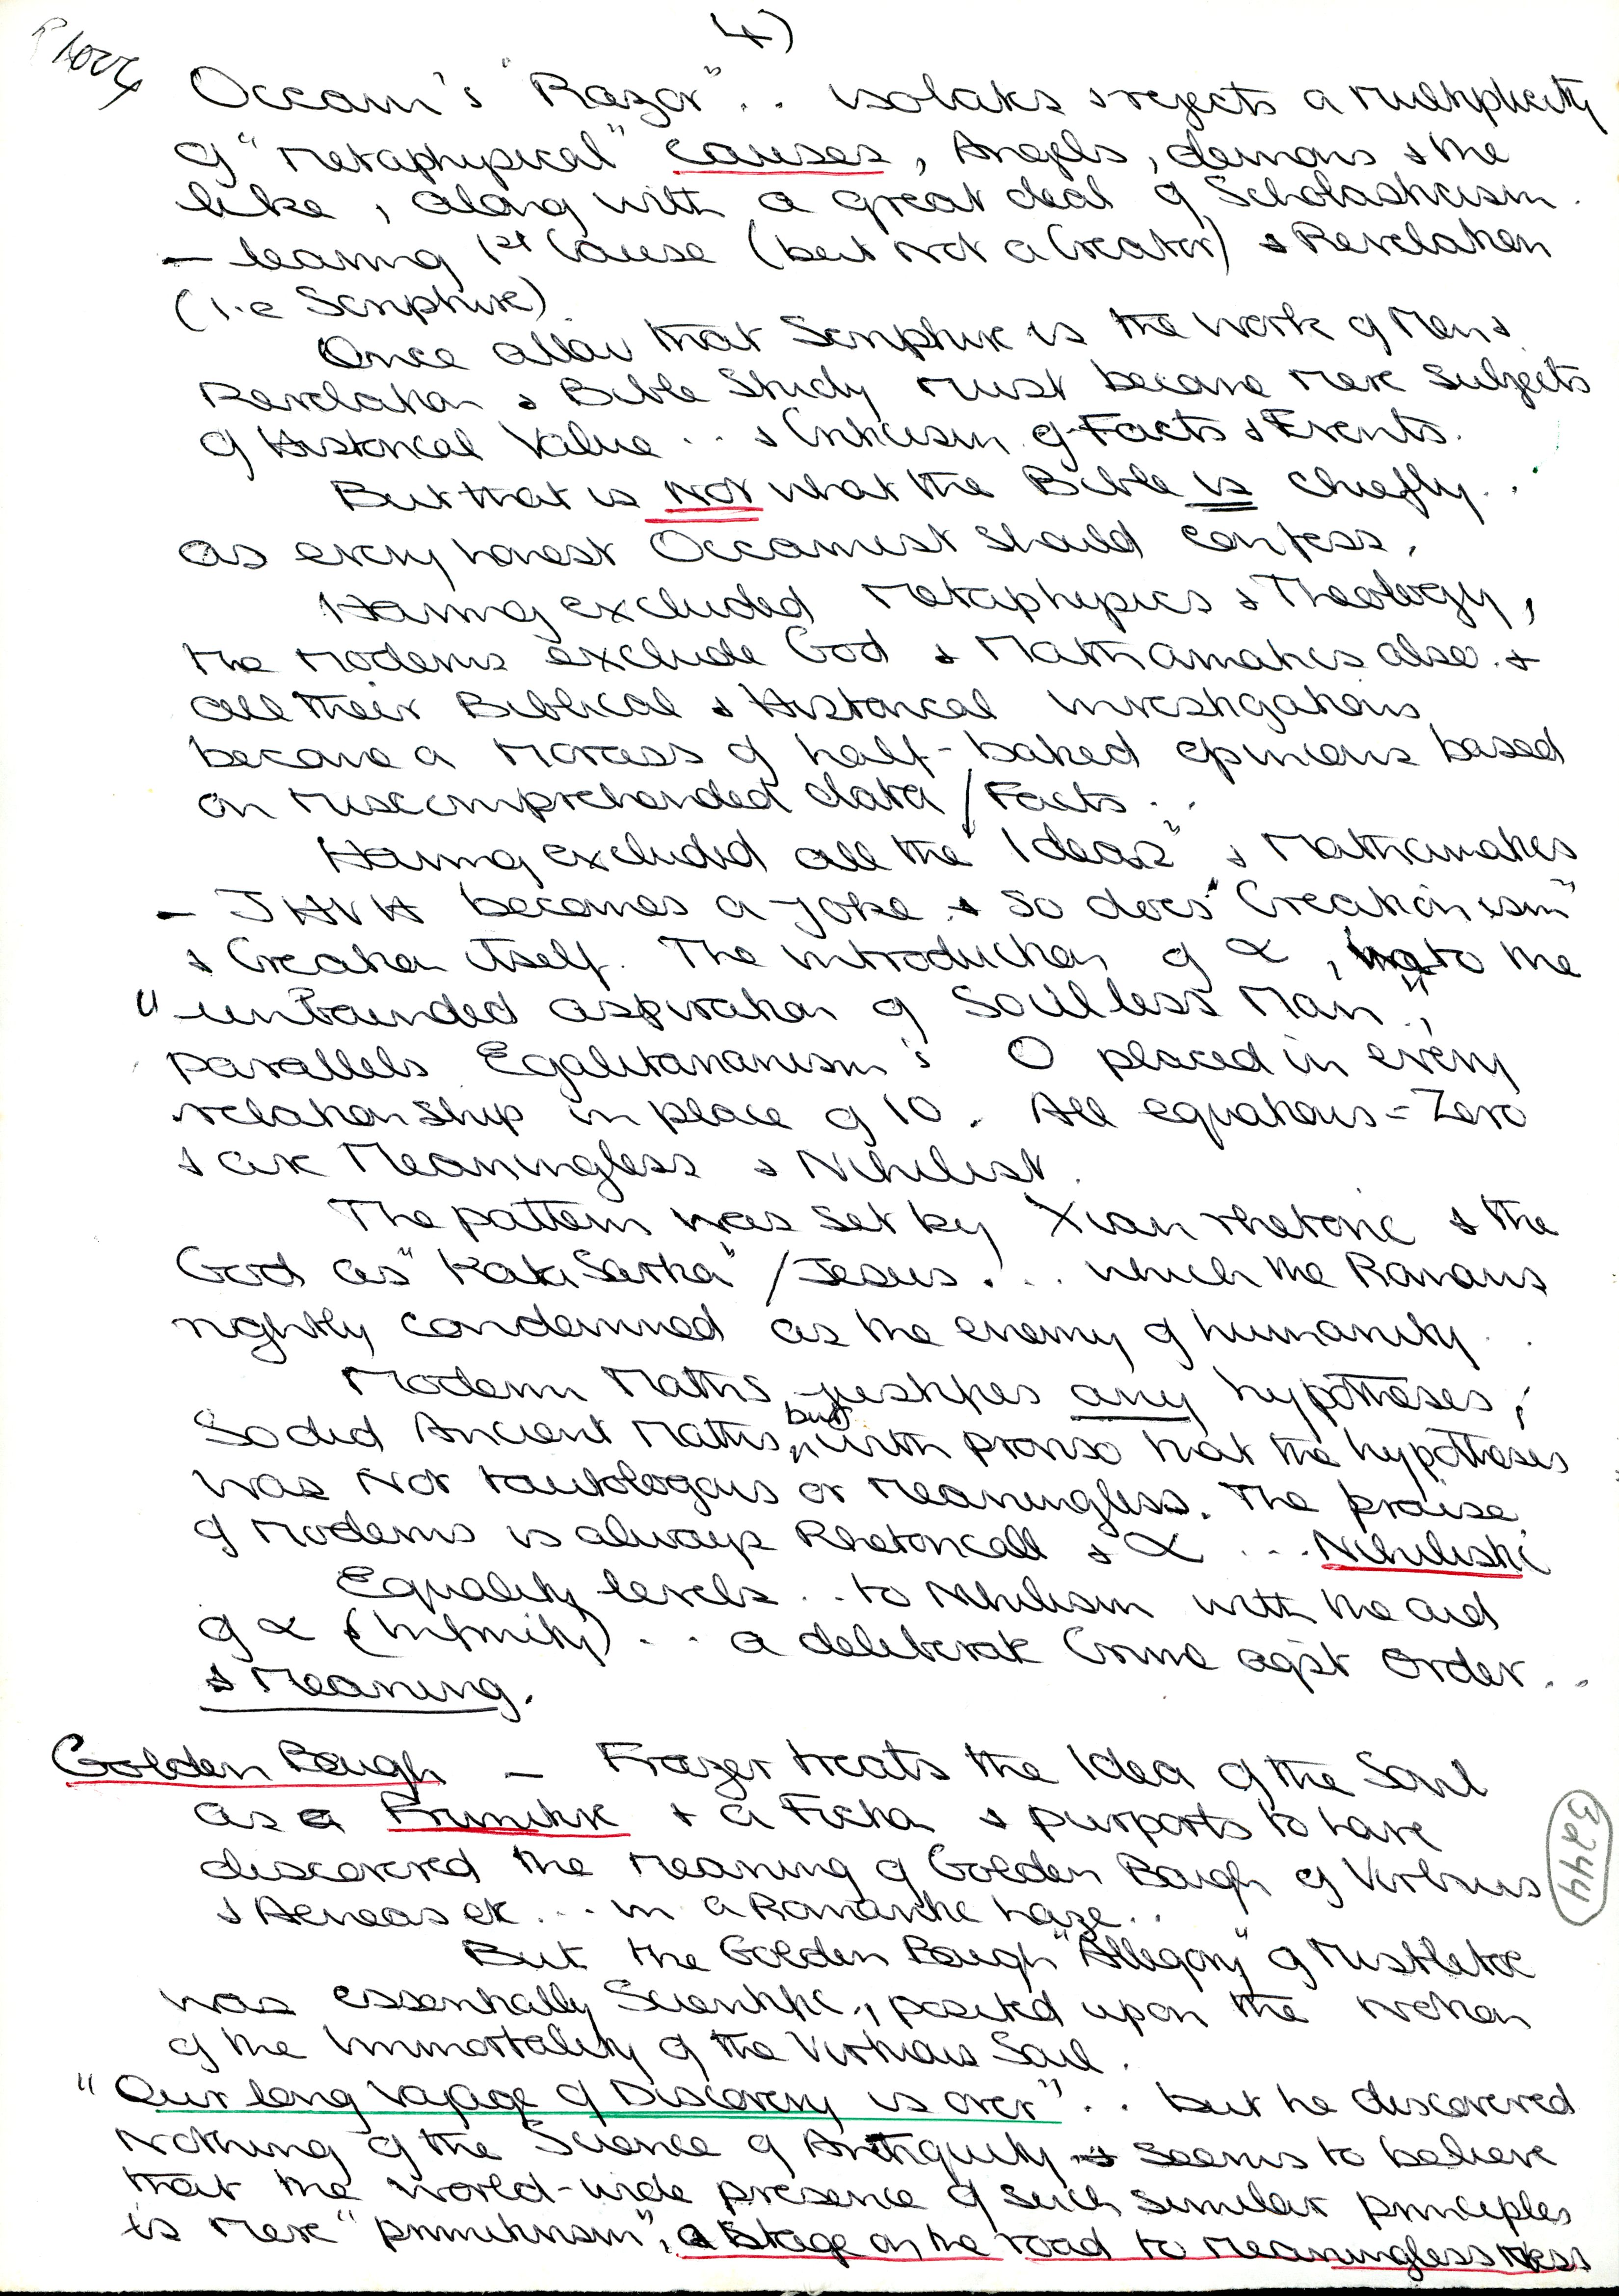 4)
Occam's "Razor" .. isolates & rejects a multiplicity
of "Metaphysical" causes, Angels, demons & the
like, along with a great deal of Scholasticism.
— leaving 1st Cause (but not a Creator) & Revelation
(i.e Scripture).
Once allow that Scripture is the work of Men &
Revelation & Bible Study must become mere subjects
of Historical Value ... & Criticism of Facts & Events.
But that is NOT what the Bible is chiefly ..
as every honest Occamist should confess.
Having excluded Metaphysics & Theology,
the Moderns exclude God & Mathamatics also. &
all their Biblical & Historical investigations
become a Morass of half-baked opinions based
on miscomprehended data / Facts ..
Having excluded all the "Ideas" & Mathematics
— JHVH becomes a joke & so does "Creationism"
& Creation itself. The introduction of ∝, into the
"unbounded aspiration of Soulless Man",
parallels Egalitarianism's O placed in every
relationship in place of 10. All equations = Zero
& are Meaningless & Nihilist.
The pattern was set by Xian rhetoric & the
God as "Kata Sarka" / Jesus ... which the Romans
rightly condemned as the enemy of humanity ..
Modern Maths justifies any hypotheses;
So did Ancient Maths, but with proviso that the hypotheses
was Not tautologous or Meaningless. The praise
of Moderns is always Rhetoricall & ∝ ... Nihilistic
Equality levels ... to Nihilism with the aid
of ∝ (Infinity) ... a deliberate Crime agst Order ..
& Meaning.
Golden Bough — Frazer treats the Idea of the Soul
as a Primitive & a Fiction & purports to have
discovered the Meaning of Golden Bough of Virbius
& Aeneas etc ... in a Romantic haze ..
But the Golden Bough "Allegory" of Mistletoe
was essentially Scientific, posited upon the notion
of the Immortality of the Virtuous Soul.
"Our long Voyage of Discovery is over" .. but he discovered
Nothing of the Science of Antiquity & seems to believe
that the world-wide presence of such similar principles
is mere "primitivism", a Stage on the road to meaninglessness
3244